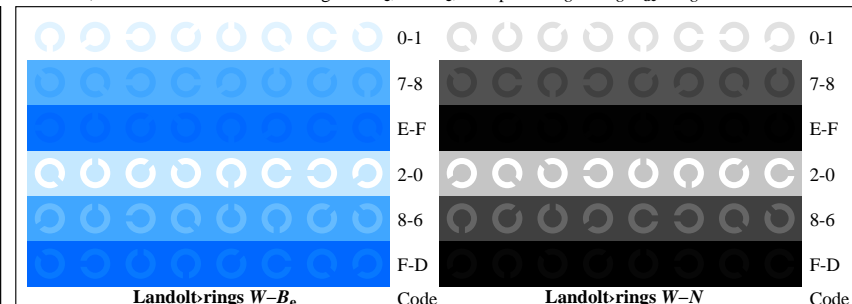 0-1 0-1
7-8 7-8
E-F E-F
2-0 2-0
8-6 8-6
F-D F-D
Landolt›rings W–Be Code Landolt›rings W–N Code